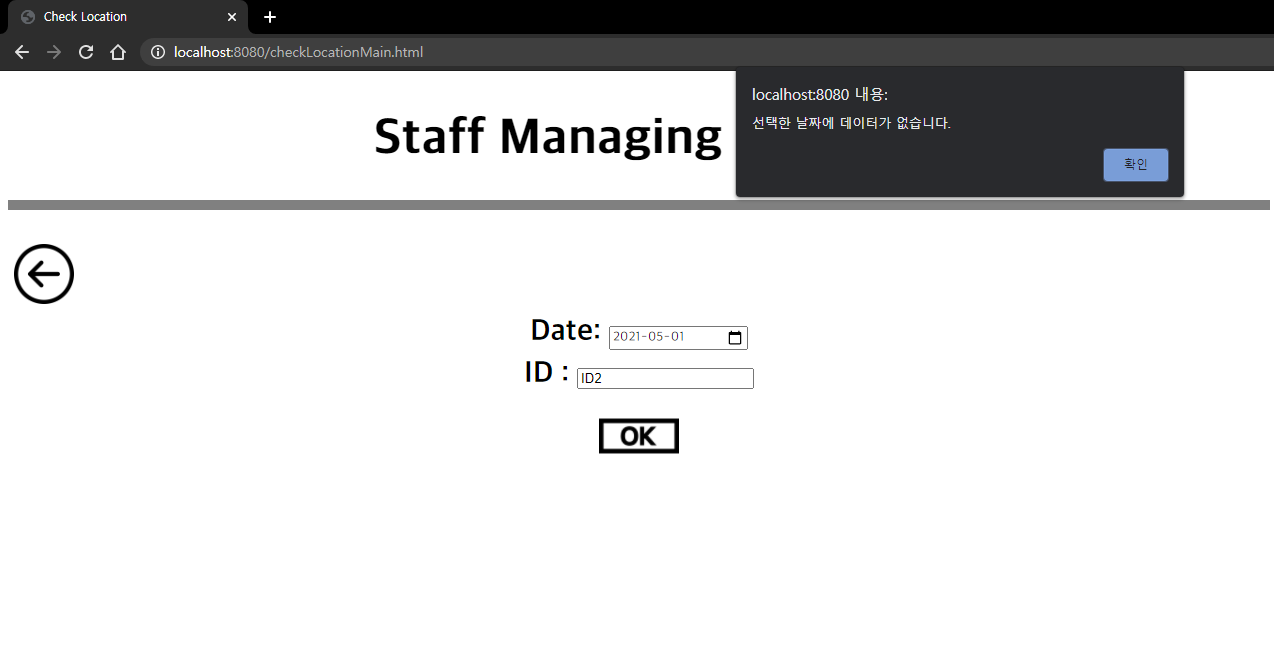 Check Location
localhost:8080/checkLocationMain.html
localhost:8080 내용:
선택한 날짜에 데이터가 없습니다.
확인
Staff Managing
Date: 2021-05-01
ID : ID2
OK